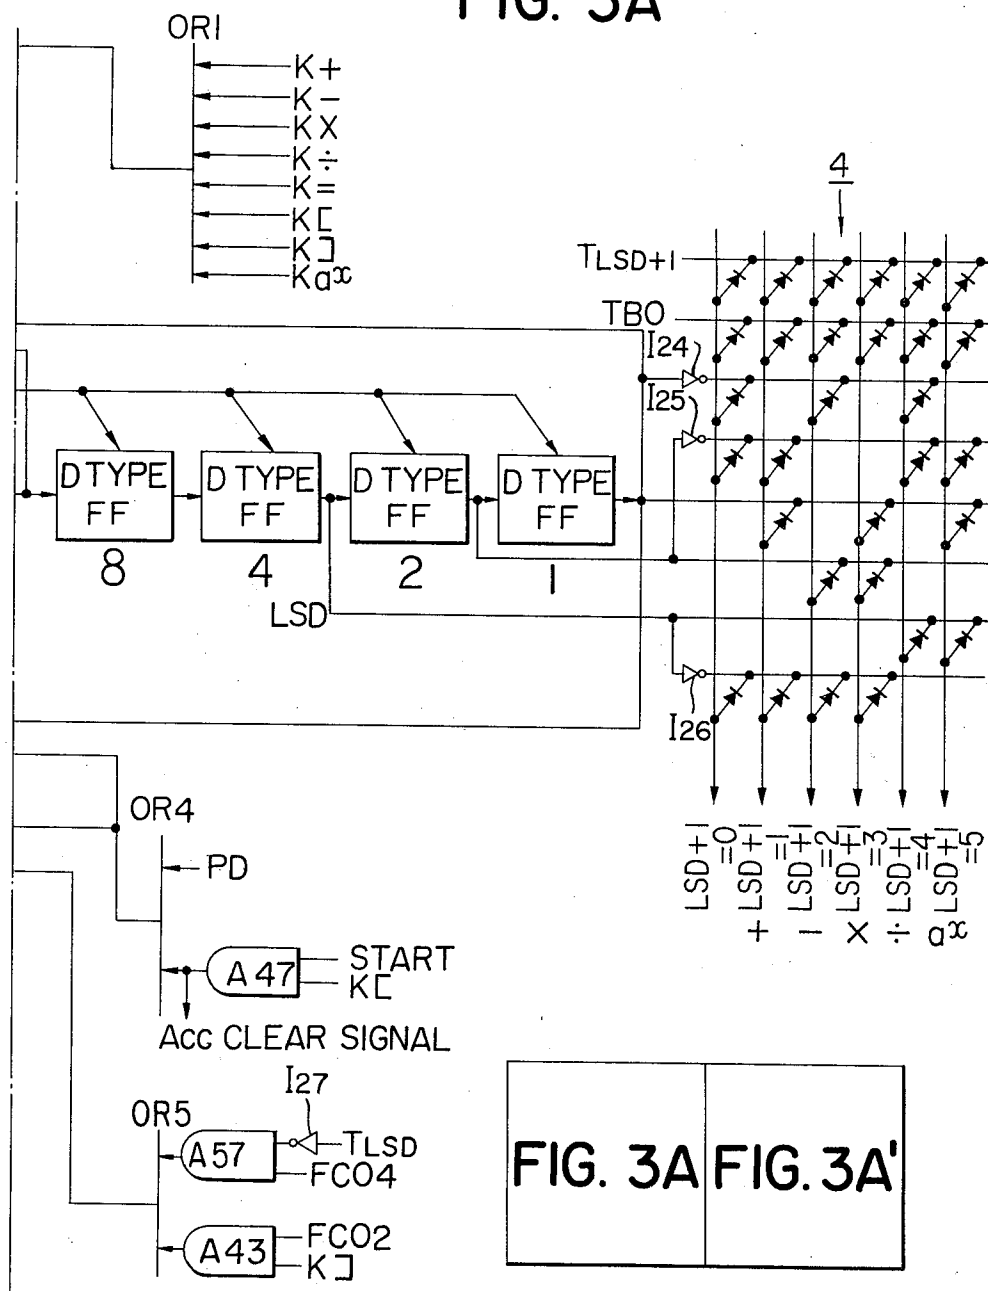 FIG. 3A
OR1
K+
K-
K×
K÷
K=
K[
K]
Kax
4
TLSD+1
TBO
I24
I25
D TYPE FF
D TYPE FF
D TYPE FF
D TYPE FF
8
4
2
1
LSD
I26
LSD+1 =0
LSD+1 =1
LSD+1 =2
LSD+1 =3
LSD+1 =4
LSD+1 =5
+ - × ÷ ax
OR4
PD
A47
START
K[
ACC CLEAR SIGNAL
I27
OR5
A57
TLSD
FCO4
A43
FCO2
K]
FIG. 3A
FIG. 3A'